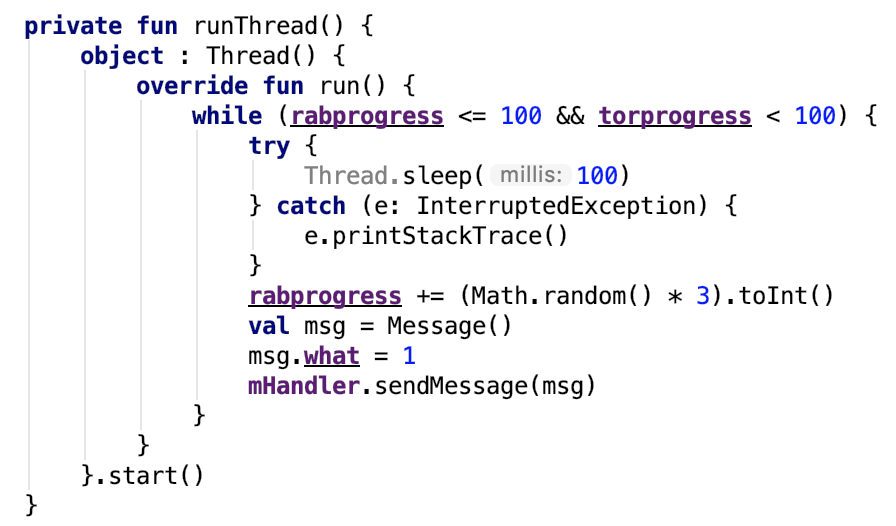 private fun runThread() {
object : Thread() {
override fun run() {
while (rabprogress <= 100 && torprogress < 100) {
try {
Thread.sleep( millis: 100)
} catch (e: InterruptedException) {
e.printStackTrace()
}
rabprogress += (Math.random() * 3).toInt()
val msg = Message()
msg.what = 1
mHandler.sendMessage(msg)
}
}
}.start()
}